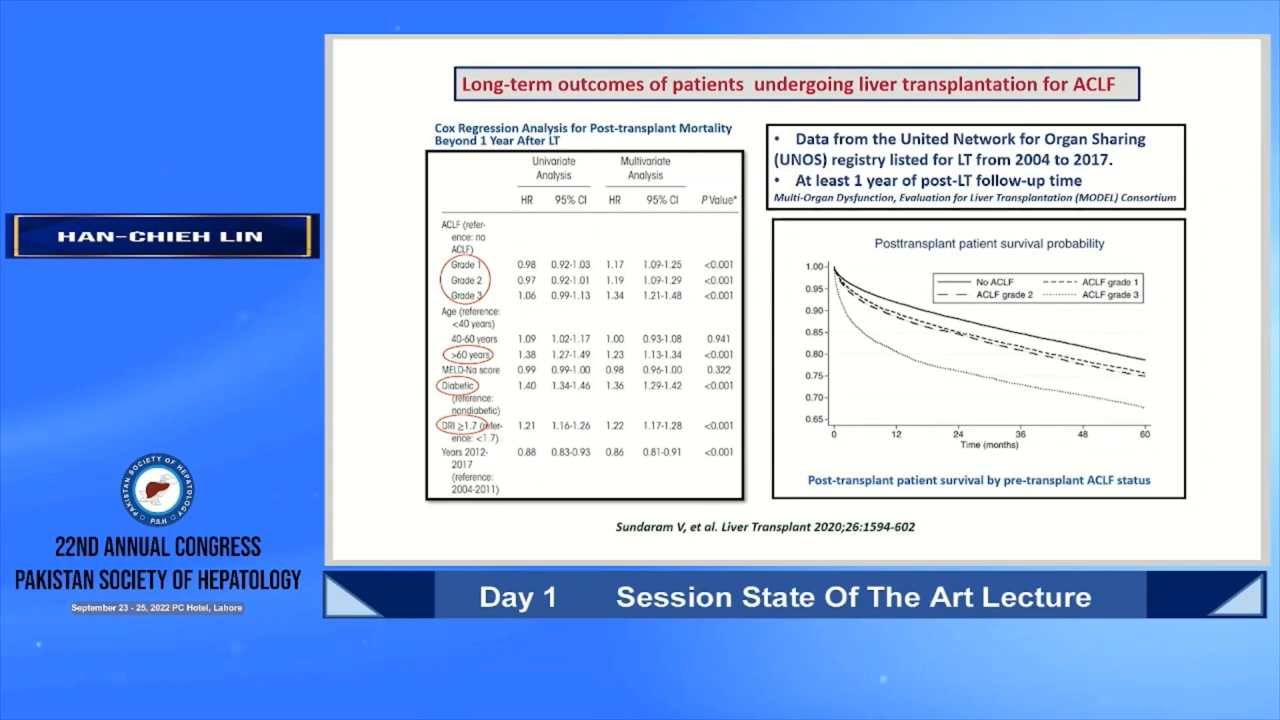 HAN-CHIEH LIN
PAKISTAN SOCIETY OF HEPATOLOGY
P.S.H
22ND ANNUAL CONGRESS
PAKISTAN SOCIETY OF HEPATOLOGY
September 23 - 25, 2022 PC Hotel, Lahore
Long-term outcomes of patients undergoing liver transplantation for ACLF
Cox Regression Analysis for Post-transplant Mortality
Beyond 1 Year After LT
Univariate Multivariate
Analysis Analysis
HR 95% CI HR 95% CI P Value*
ACLF (refer-
ence: no
ACLF)
Grade 1 0.98 0.92-1.03 1.17 1.09-1.25 <0.001
Grade 2 0.97 0.92-1.01 1.19 1.09-1.29 <0.001
Grade 3 1.06 0.99-1.13 1.34 1.21-1.48 <0.001
Age (reference:
<40 years)
40-60 years 1.09 1.02-1.17 1.00 0.93-1.08 0.941
>60 years 1.38 1.27-1.49 1.23 1.13-1.34 <0.001
MELD-Na score 0.99 0.99-1.00 0.98 0.96-1.00 0.322
Diabetic 1.40 1.34-1.46 1.36 1.29-1.42 <0.001
(reference:
nondiabetic)
DRI ≥1.7 (refer- 1.21 1.16-1.26 1.22 1.17-1.28 <0.001
ence: <1.7)
Years 2012- 0.88 0.83-0.93 0.86 0.81-0.91 <0.001
2017
(reference:
2004-2011)
• Data from the United Network for Organ Sharing
(UNOS) registry listed for LT from 2004 to 2017.
• At least 1 year of post-LT follow-up time
Multi-Organ Dysfunction, Evaluation for Liver Transplantation (MODEL) Consortium
Posttransplant patient survival probability
No ACLF ACLF grade 1
ACLF grade 2 ACLF grade 3
1.00
0.95
0.90
0.85
0.80
0.75
0.70
0.65
0 12 24 36 48 60
Time (months)
Post-transplant patient survival by pre-transplant ACLF status
Sundaram V, et al. Liver Transplant 2020;26:1594-602
Day 1 Session State Of The Art Lecture